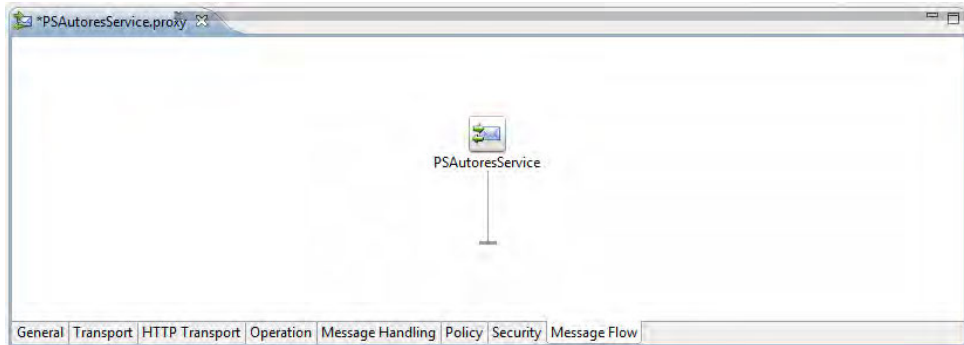 *PSAutoresService.proxy
PSAutoresService
General Transport HTTP Transport Operation Message Handling Policy Security Message Flow